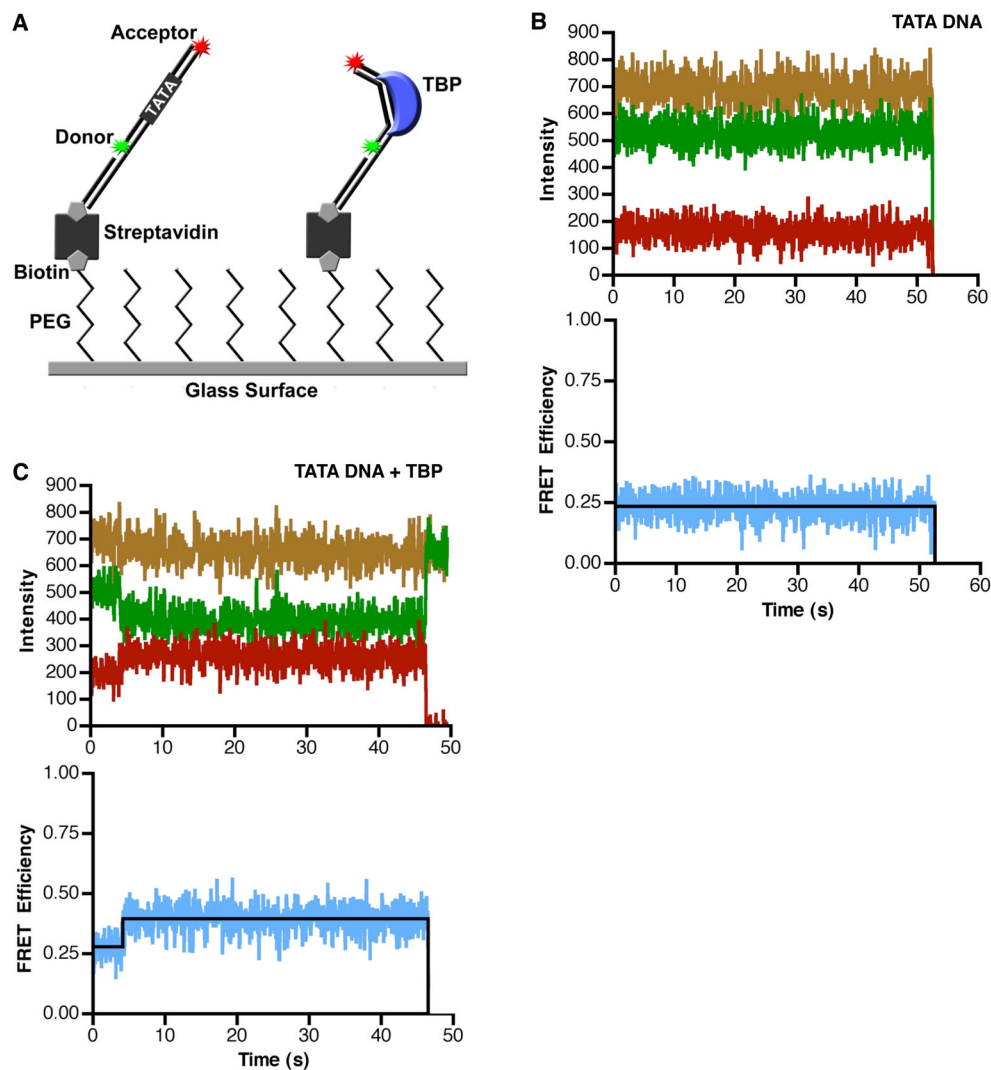 A
Acceptor
TATA
TBP
Donor
Streptavidin
Biotin
PEG
Glass Surface
B
TATA DNA
900
800
700
600
500
400
300
200
100
0
Intensity
0 10 20 30 40 50 60
1.00
0.75
0.50
0.25
0.00
FRET Efficiency
0 10 20 30 40 50 60
Time (s)
C
TATA DNA + TBP
900
800
700
600
500
400
300
200
100
0
Intensity
0 10 20 30 40 50
1.00
0.75
0.50
0.25
0.00
FRET Efficiency
0 10 20 30 40 50
Time (s)